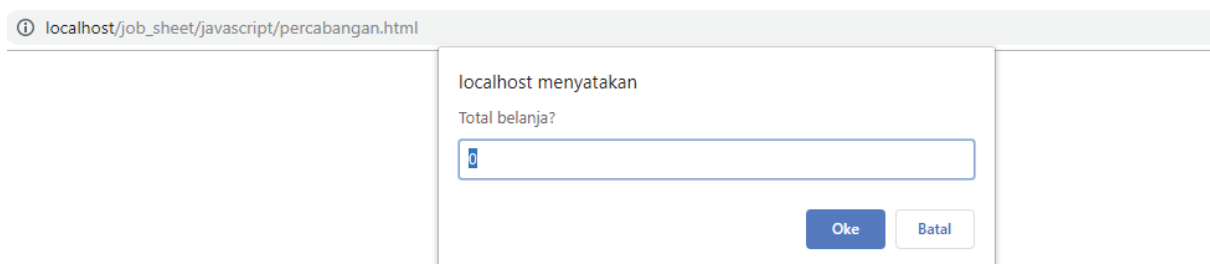 localhost/job_sheet/javascript/percabangan.html
localhost menyatakan
Total belanja?
0
Oke Batal